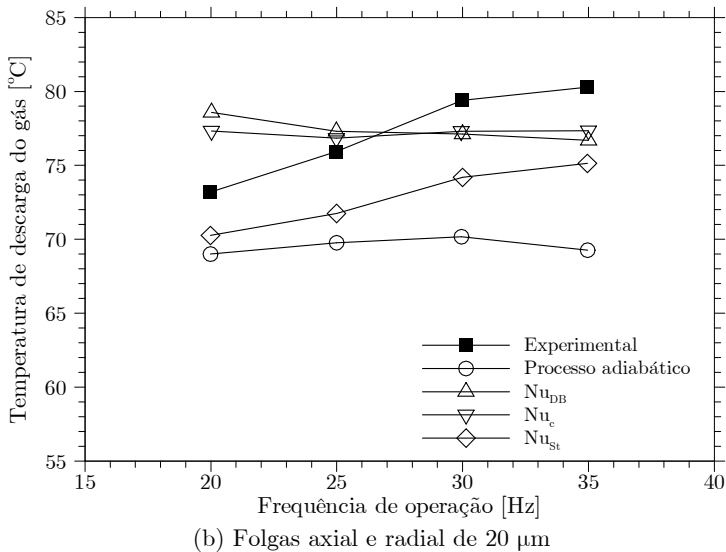 85
80
75
70
65
60
55
Temperatura de descarga do gás [°C]
Experimental
Processo adiabático
Nu_DB
Nu_c
Nu_St
15 20 25 30 35 40
Frequência de operação [Hz]
(b) Folgas axial e radial de 20 μm